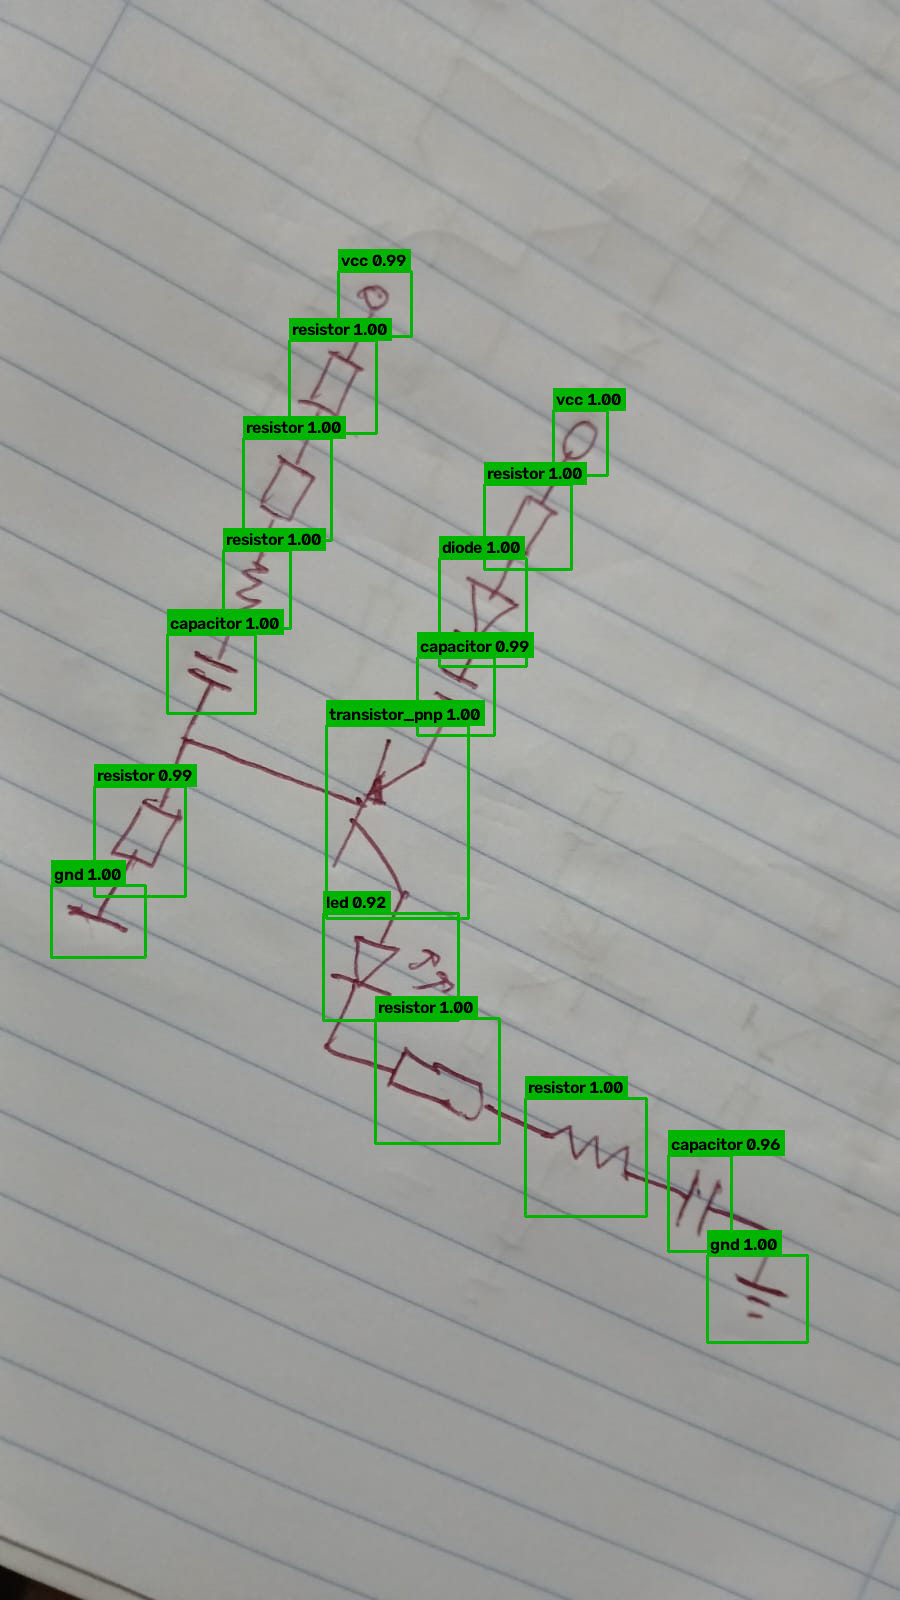 vcc 0.99
resistor 1.00
vcc 1.00
resistor 1.00
resistor 1.00
resistor 1.00
diode 1.00
capacitor 1.00
capacitor 0.99
transistor_pnp 1.00
resistor 0.99
gnd 1.00
led 0.92
resistor 1.00
resistor 1.00
capacitor 0.96
gnd 1.00